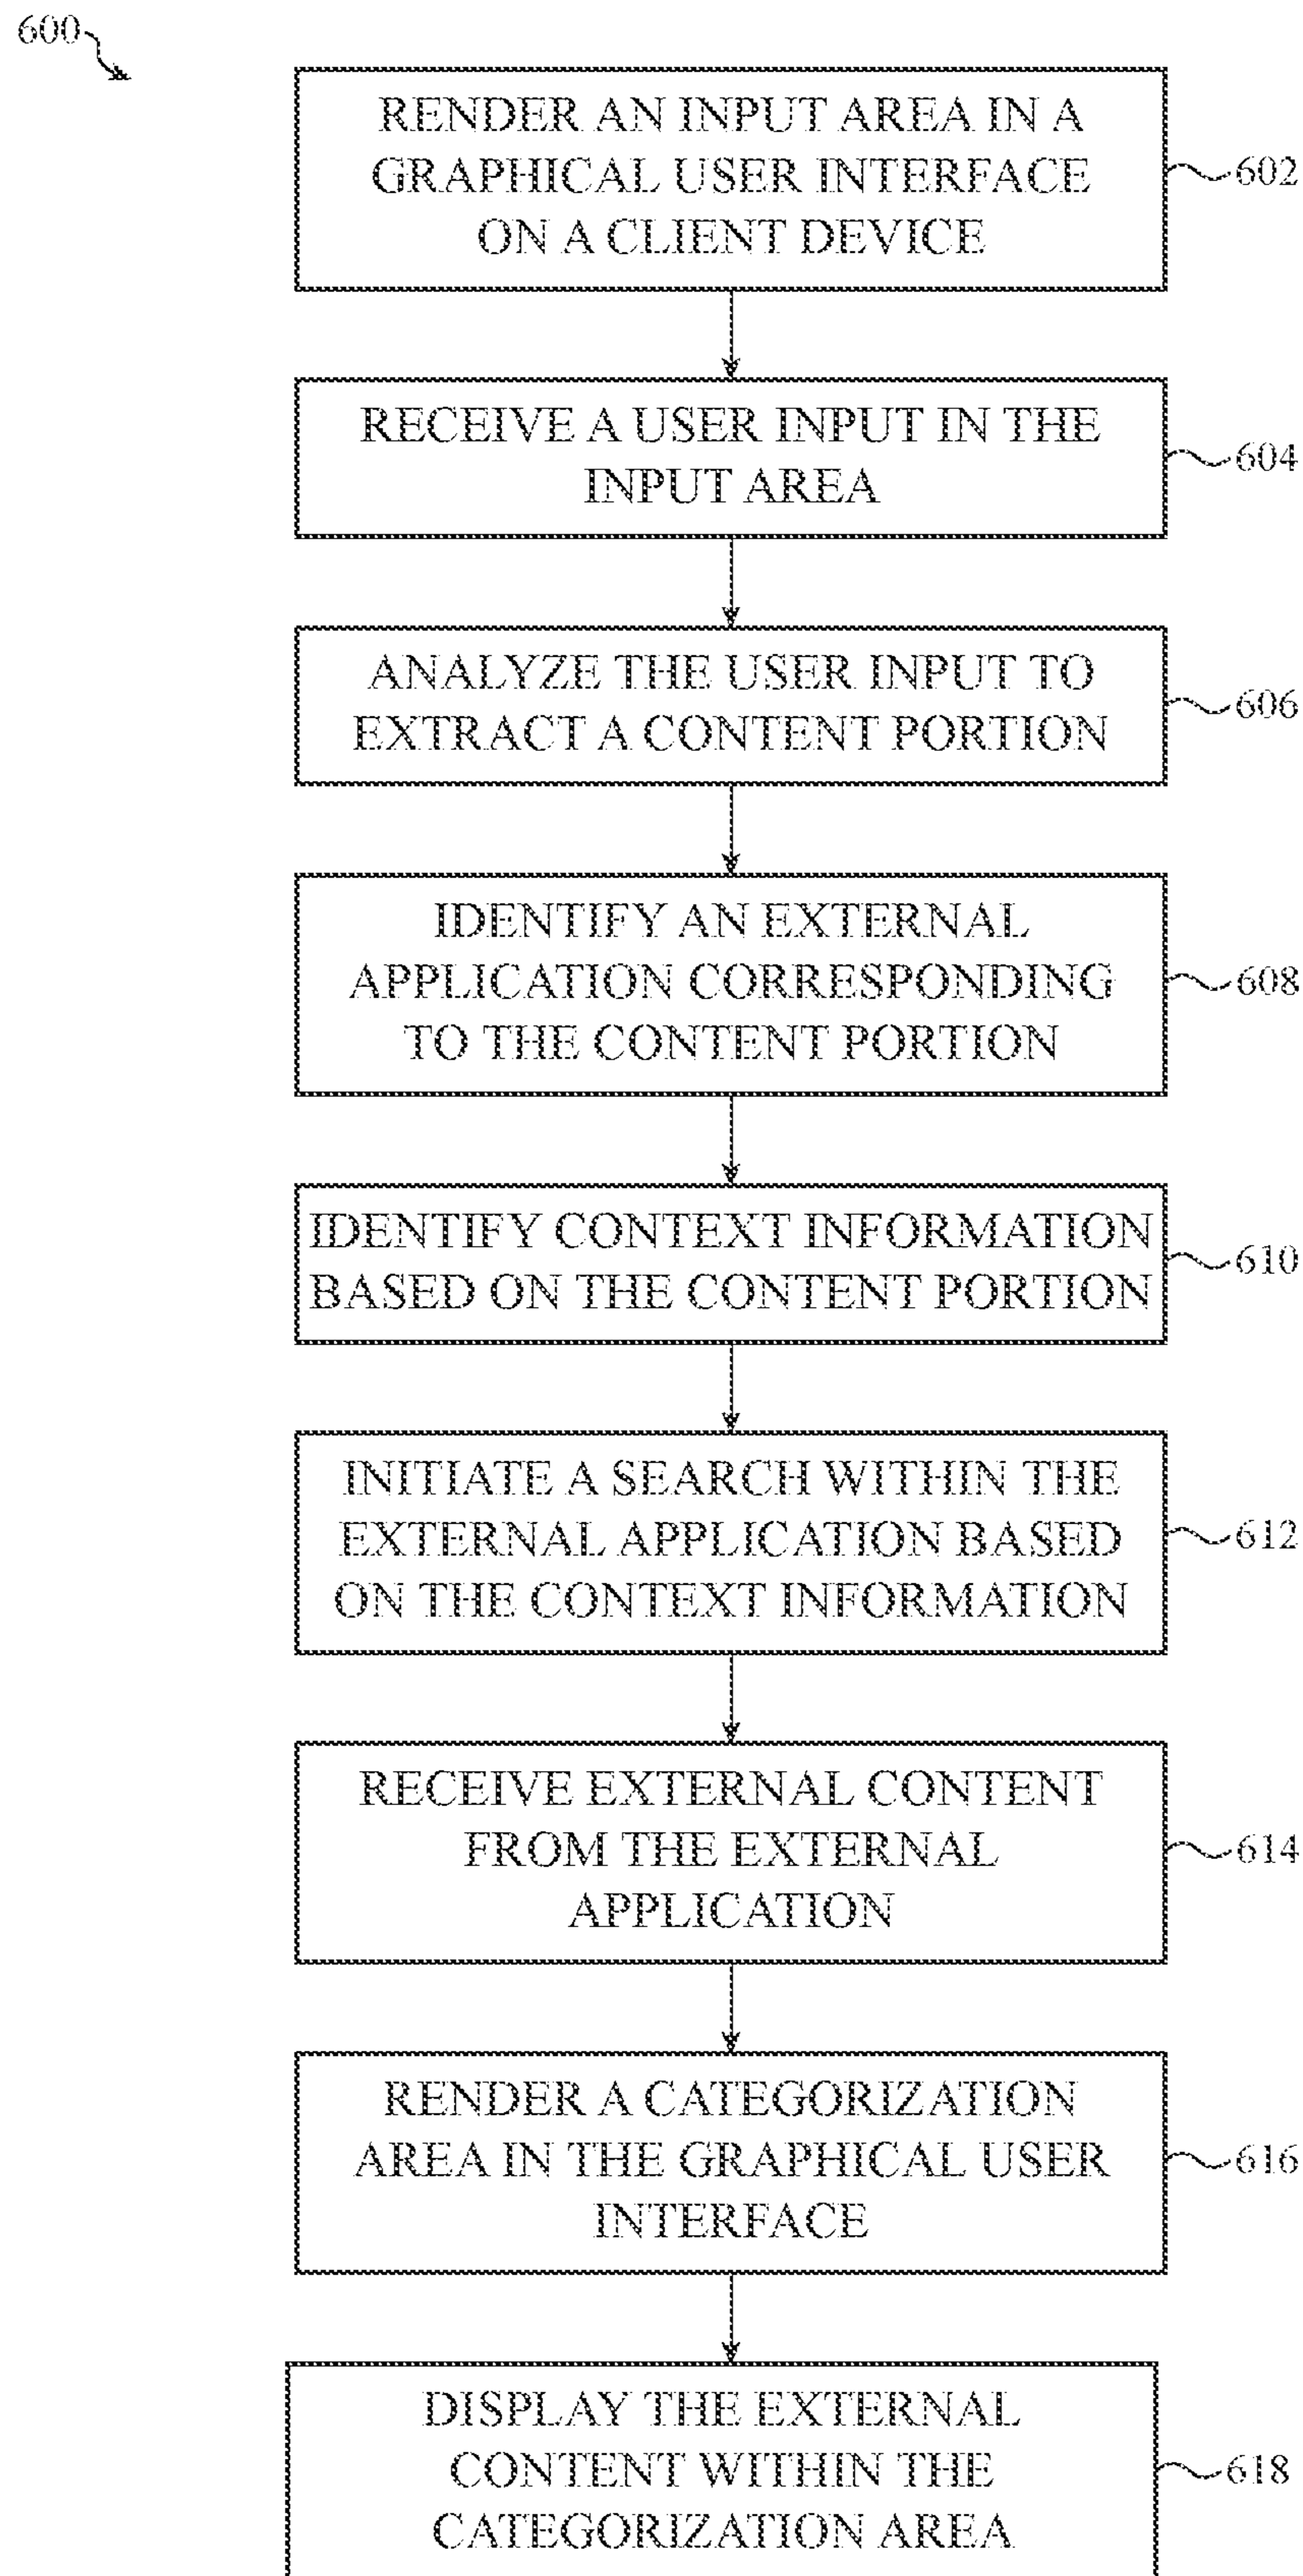 600
RENDER AN INPUT AREA IN A
GRAPHICAL USER INTERFACE
ON A CLIENT DEVICE
602
RECEIVE A USER INPUT IN THE
INPUT AREA
604
ANALYZE THE USER INPUT TO
EXTRACT A CONTENT PORTION
606
IDENTIFY AN EXTERNAL
APPLICATION CORRESPONDING
TO THE CONTENT PORTION
608
IDENTIFY CONTEXT INFORMATION
BASED ON THE CONTENT PORTION
610
INITIATE A SEARCH WITHIN THE
EXTERNAL APPLICATION BASED
ON THE CONTEXT INFORMATION
612
RECEIVE EXTERNAL CONTENT
FROM THE EXTERNAL
APPLICATION
614
RENDER A CATEGORIZATION
AREA IN THE GRAPHICAL USER
INTERFACE
616
DISPLAY THE EXTERNAL
CONTENT WITHIN THE
CATEGORIZATION AREA
618